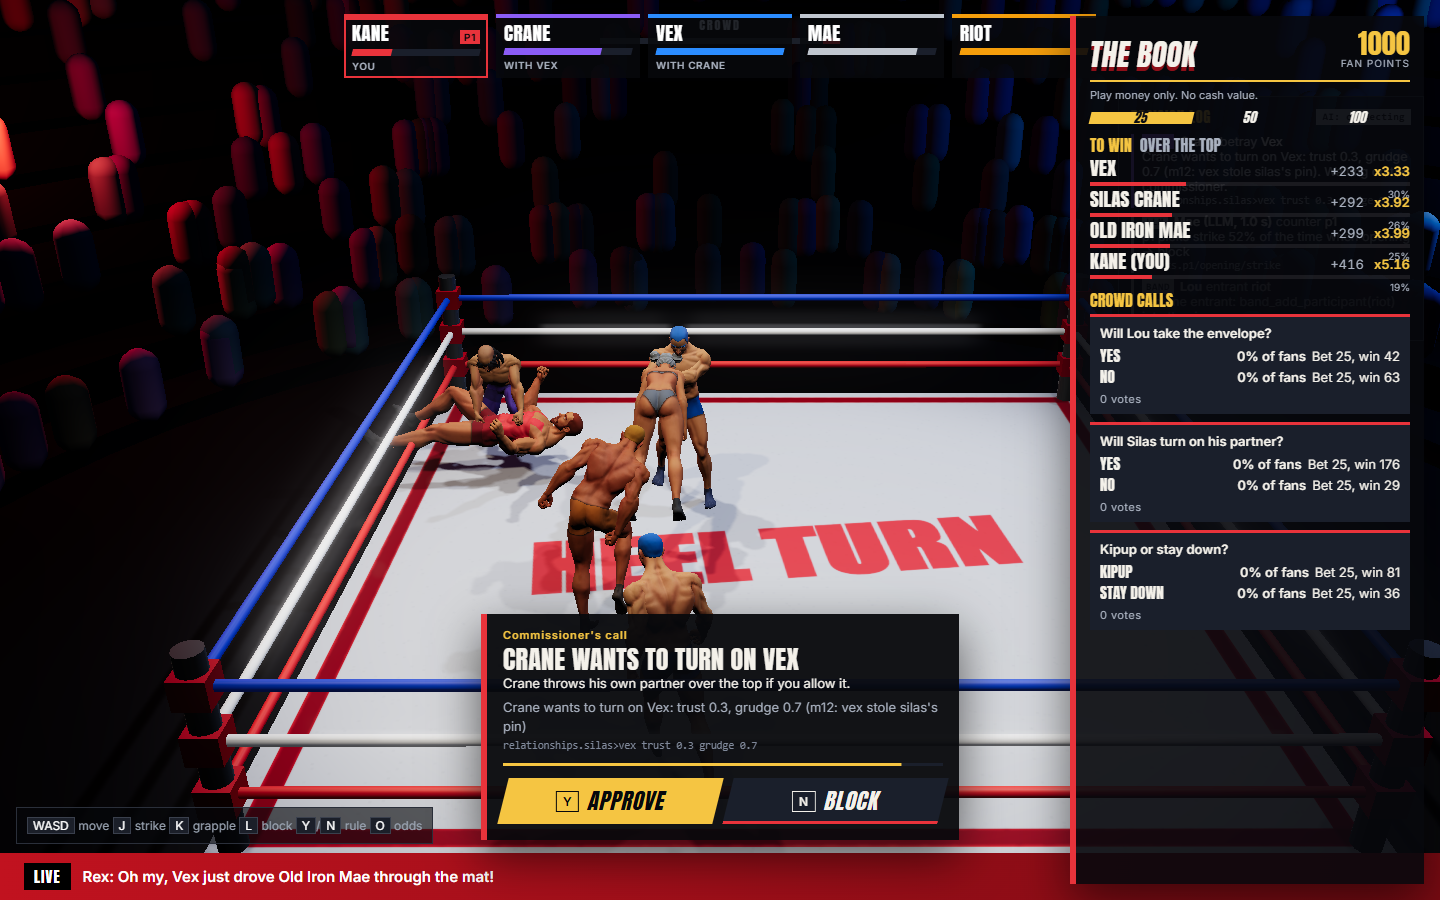 KANE P1
YOU
CRANE
WITH VEX
CROWD
VEX
WITH CRANE
MAE
RIOT
THE BOOK
1000
FAN POINTS
Play money only. No cash value.
25 50 100
TO WIN OVER THE TOP
VEX +233 x3.33
30%
SILAS CRANE +292 x3.92
26%
OLD IRON MAE +299 x3.99
25%
KANE (YOU) +416 x5.16
19%
CROWD CALLS
Will Lou take the envelope?
YES 0% of fans Bet 25, win 42
NO 0% of fans Bet 25, win 63
0 votes
Will Silas turn on his partner?
YES 0% of fans Bet 25, win 176
NO 0% of fans Bet 25, win 29
0 votes
Kipup or stay down?
KIPUP 0% of fans Bet 25, win 81
STAY DOWN 0% of fans Bet 25, win 36
0 votes
HEEL TURN
Commissioner's call
CRANE WANTS TO TURN ON VEX
Crane throws his own partner over the top if you allow it.
Crane wants to turn on Vex: trust 0.3, grudge 0.7 (m12: vex stole silas's
pin)
relationships.silas>vex trust 0.3 grudge 0.7
Y APPROVE
N BLOCK
WASD move J strike K grapple L block Y / N rule O odds
LIVE Rex: Oh my, Vex just drove Old Iron Mae through the mat!